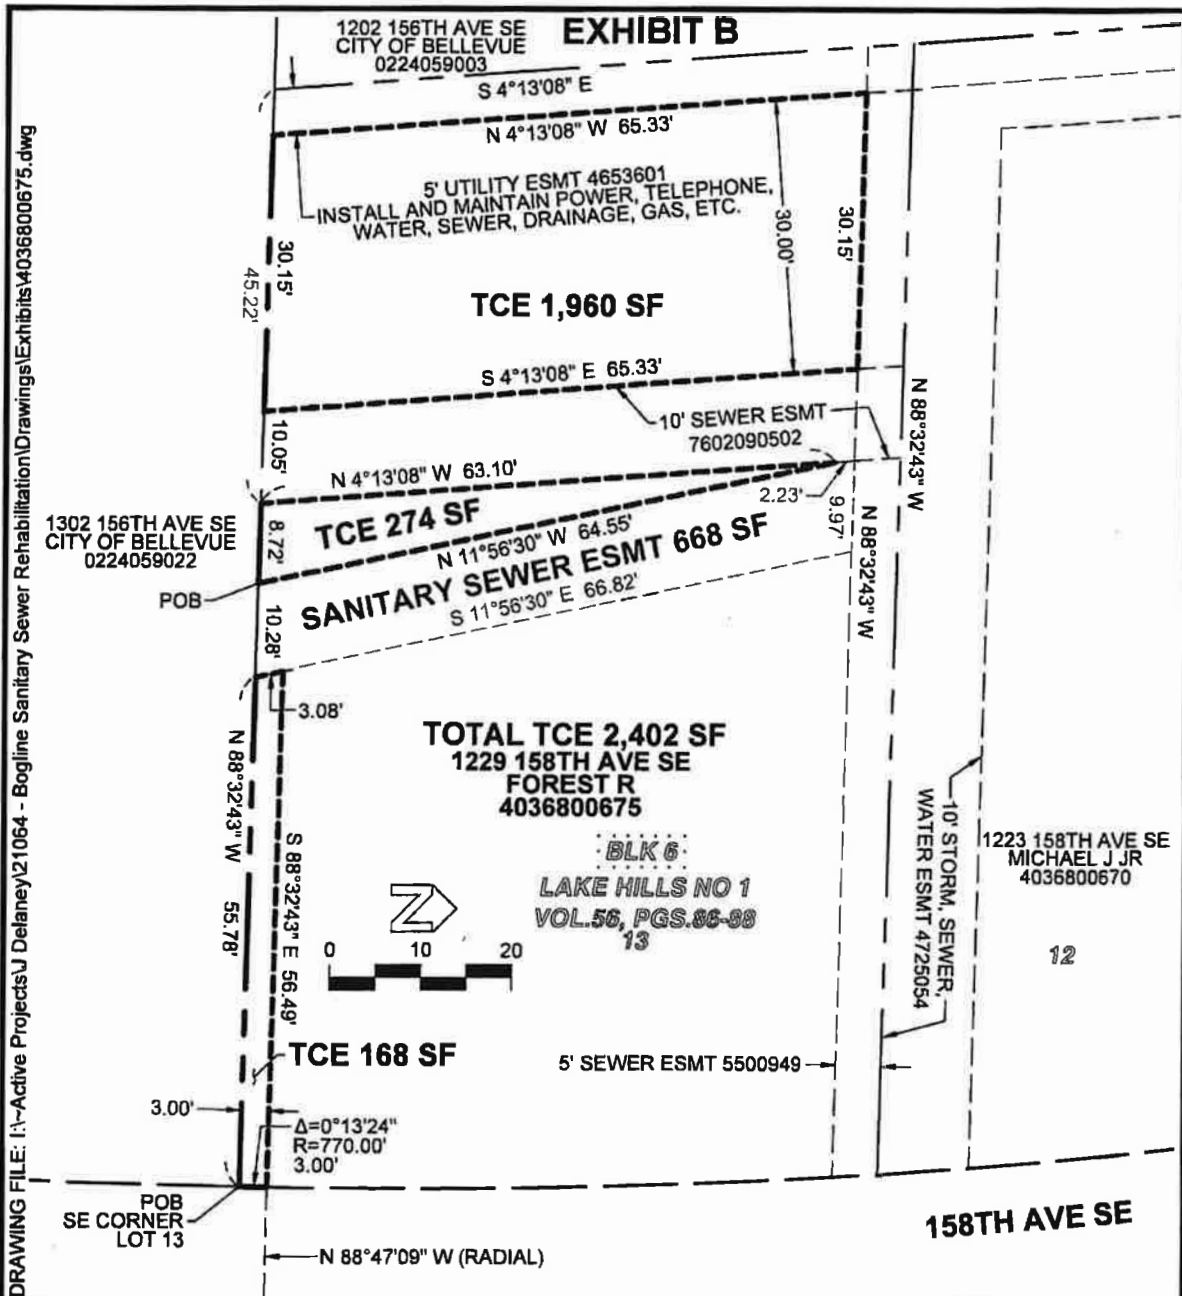 EXHIBIT B
1202 156TH AVE SE
CITY OF BELLEVUE
0224059003
S 4°13'08" E
N 4°13'08" W 65.33'
5' UTILITY ESMT 4653601
INSTALL AND MAINTAIN POWER, TELEPHONE,
WATER, SEWER, DRAINAGE, GAS, ETC.
30.15'
45.22'
30.00'
30.15'
TCE 1,960 SF
S 4°13'08" E 65.33'
10' SEWER ESMT
7602090502
N 88°32'43" W
10.05'
N 4°13'08" W 63.10'
2.23'
9.97'
N 88°32'43" W
1302 156TH AVE SE
CITY OF BELLEVUE
0224059022
8.72'
TCE 274 SF
N 11°56'30" W 64.55'
POB
SANITARY SEWER ESMT 668 SF
S 11°56'30" E 66.82'
10.28'
3.08'
TOTAL TCE 2,402 SF
1229 158TH AVE SE
FOREST R
4036800675
BLK 6
LAKE HILLS NO 1
VOL.56, PGS.86-88
13
N 88°32'43" W 55.78'
S 88°32'43" E 56.49'
N
0 10 20
10' STORM, SEWER,
WATER ESMT 4725054
1223 158TH AVE SE
MICHAEL J JR
4036800670
12
TCE 168 SF
5' SEWER ESMT 5500949
3.00'
Δ=0°13'24"
R=770.00'
3.00'
POB
SE CORNER
LOT 13
158TH AVE SE
N 88°47'09" W (RADIAL)
DRAWING FILE: I:\~Active Projects\J Delaney\21064 - Bogline Sanitary Sewer Rehabilitation\Drawings\Exhibits\4036800675.dwg